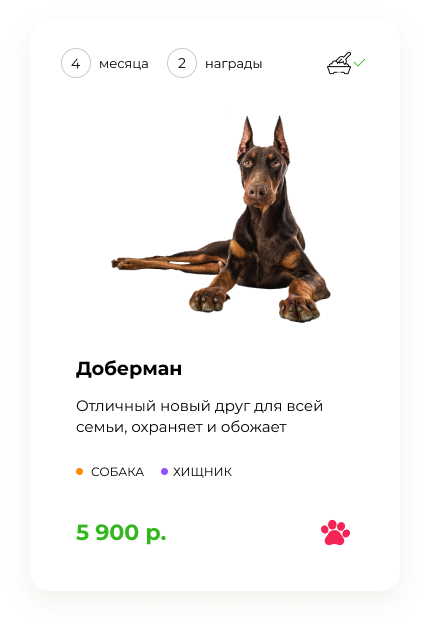 4 месяца 2 награды
Доберман
Отличный новый друг для всей
семьи, охраняет и обожает
СОБАКА ХИЩНИК
5 900 р.